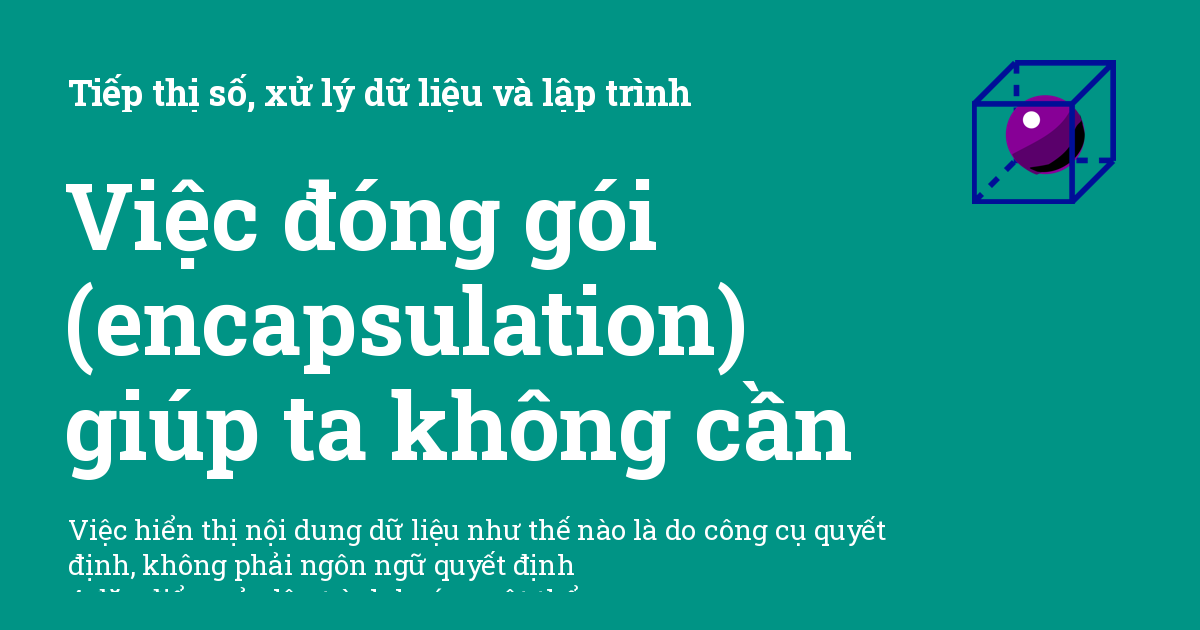 Tiếp thị số, xử lý dữ liệu và lập trình
Việc đóng gói
(encapsulation)
giúp ta không cần
Việc hiển thị nội dung dữ liệu như thế nào là do công cụ quyết
định, không phải ngôn ngữ quyết định